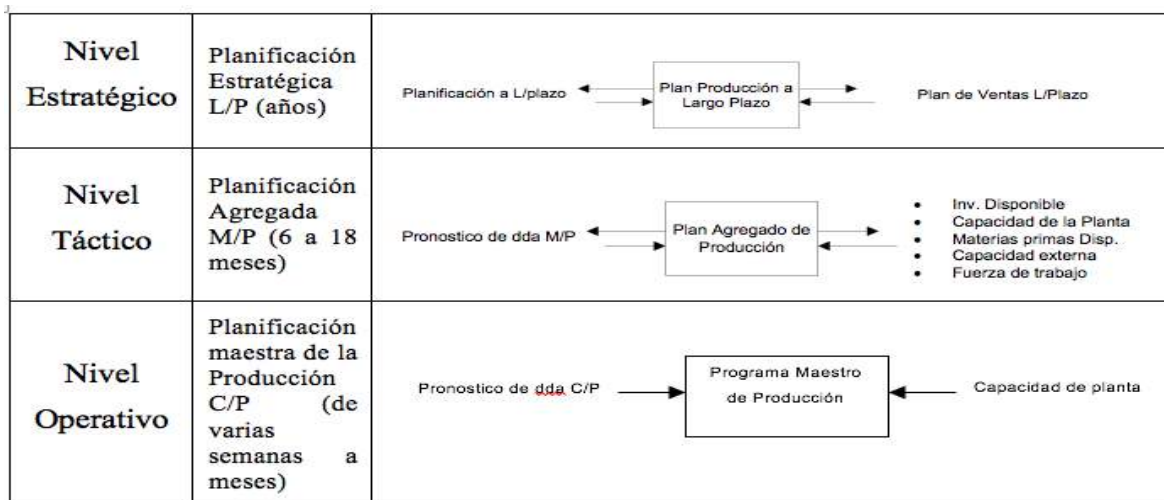 Nivel
Estratégico
Planificación
Estratégica
L/P (años)
Planificación a L/plazo
Plan Producción a
Largo Plazo
Plan de Ventas L/Plazo
Nivel
Táctico
Planificación
Agregada
M/P (6 a 18
meses)
Pronostico de dda M/P
Plan Agregado de
Producción
• Inv. Disponible
• Capacidad de la Planta
• Materias primas Disp.
• Capacidad externa
• Fuerza de trabajo
Nivel
Operativo
Planificación
maestra de la
Producción
C/P (de
varias
semanas a
meses)
Pronostico de dda C/P
Programa Maestro
de Producción
Capacidad de planta